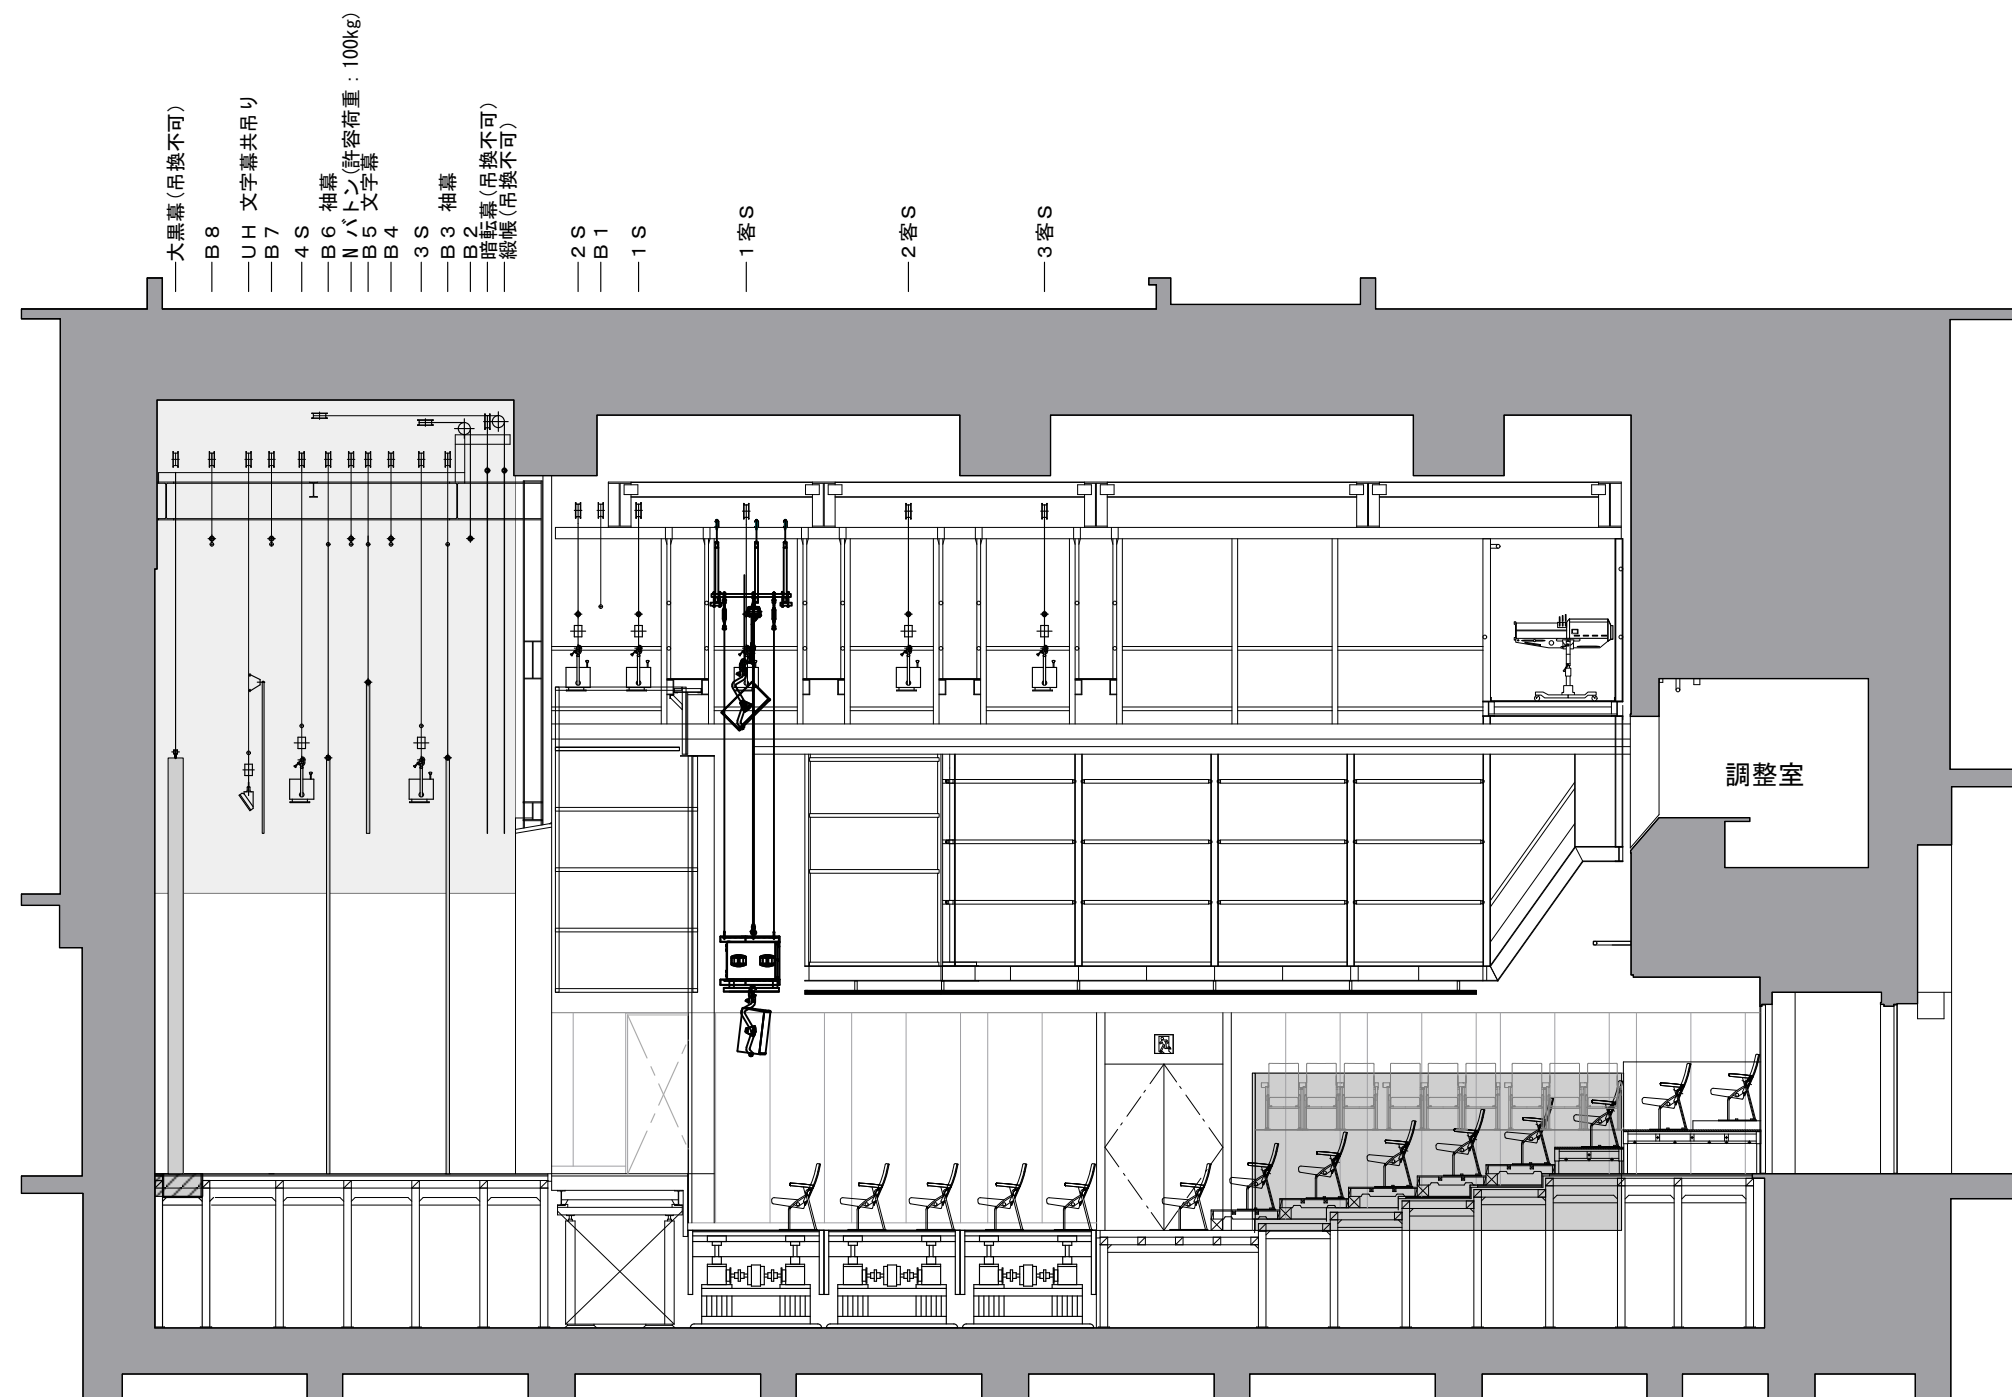 大黒幕(吊換不可)
B8
UH 文字幕共吊り
B7
4S
B6 袖幕
N バトン(許容荷重：100kg)
B5 文字幕
B4
3S
B3 袖幕
B2
暗転幕(吊換不可)
緞帳(吊換不可)
2S
B1
1S
1客S
2客S
3客S
調整室